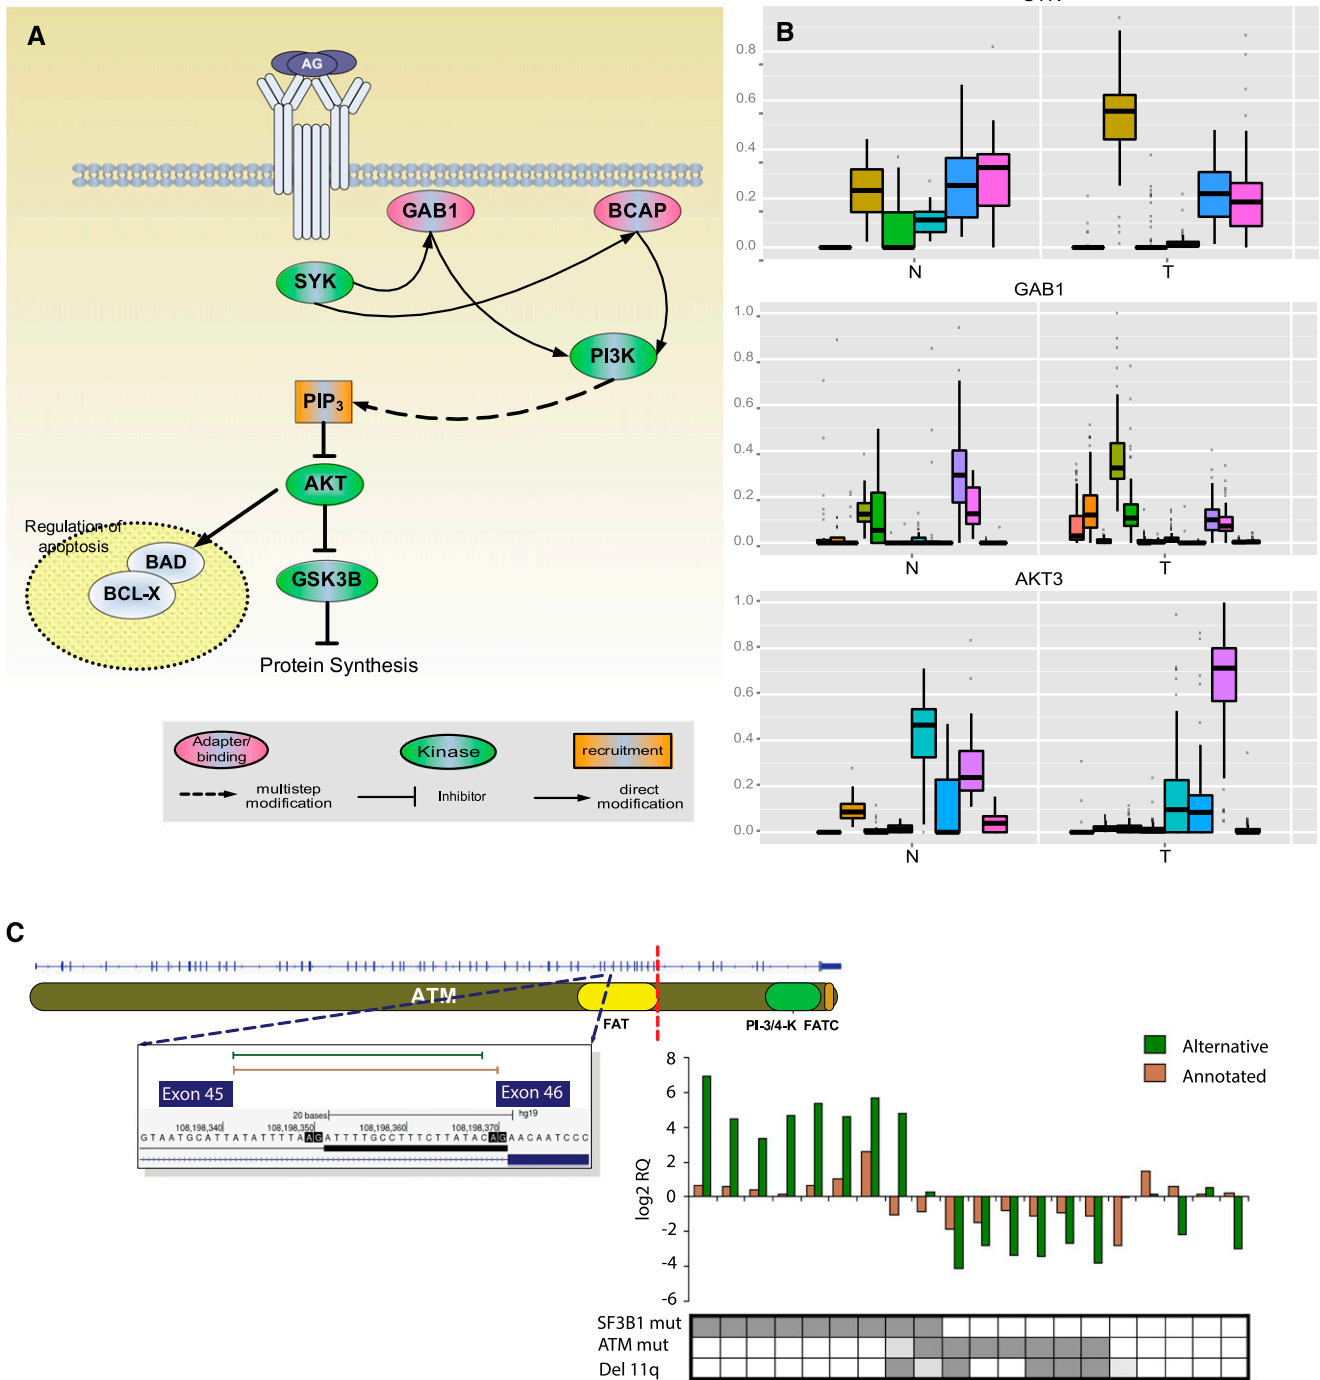 A
AG
GAB1
BCAP
SYK
PI3K
PIP3
AKT
Regulation of
apoptosis
BAD
BCL-X
GSK3B
Protein Synthesis
Adapter/
binding
Kinase
recruitment
multistep
modification
Inhibitor
direct
modification
B
0.8
0.6
0.4
0.2
0.0
N
T
GAB1
1.0
0.8
0.6
0.4
0.2
0.0
N
T
AKT3
1.0
0.8
0.6
0.4
0.2
0.0
N
T
C
ATM
FAT
PI-3/4-K
FATC
Exon 45
Exon 46
20 bases
hg19
108,198,340
108,198,350
108,198,360
108,198,370
GTAATGCATTATATTTTAAGATTTTGCCTTTCTTATACAGAACAATCCC
Alternative
Annotated
log2 RQ
8
6
4
2
0
-2
-4
-6
SF3B1 mut
ATM mut
Del 11q